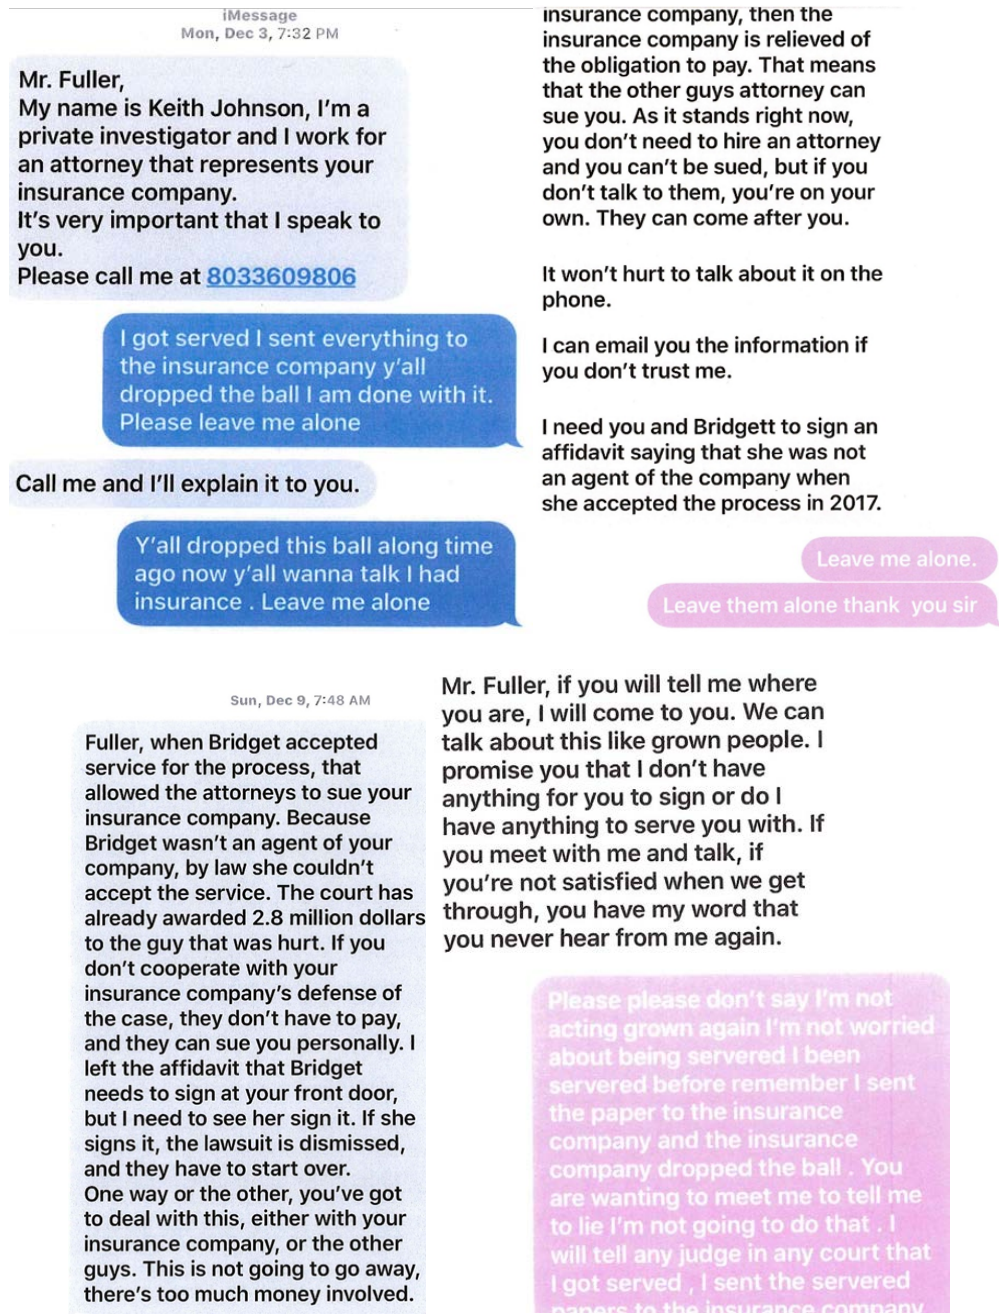 iMessage
Mon, Dec 3, 7:32 PM
Mr. Fuller,
My name is Keith Johnson, I'm a
private investigator and I work for
an attorney that represents your
insurance company.
It's very important that I speak to
you.
Please call me at 8033609806
I got served I sent everything to
the insurance company y'all
dropped the ball I am done with it.
Please leave me alone
Call me and I'll explain it to you.
Y'all dropped this ball along time
ago now y'all wanna talk I had
insurance . Leave me alone
insurance company, then the
insurance company is relieved of
the obligation to pay. That means
that the other guys attorney can
sue you. As it stands right now,
you don't need to hire an attorney
and you can't be sued, but if you
don't talk to them, you're on your
own. They can come after you.
It won't hurt to talk about it on the
phone.
I can email you the information if
you don't trust me.
I need you and Bridgett to sign an
affidavit saying that she was not
an agent of the company when
she accepted the process in 2017.
Leave me alone.
Leave them alone thank you sir
Sun, Dec 9, 7:48 AM
Fuller, when Bridget accepted
service for the process, that
allowed the attorneys to sue your
insurance company. Because
Bridget wasn't an agent of your
company, by law she couldn't
accept the service. The court has
already awarded 2.8 million dollars
to the guy that was hurt. If you
don't cooperate with your
insurance company's defense of
the case, they don't have to pay,
and they can sue you personally. I
left the affidavit that Bridget
needs to sign at your front door,
but I need to see her sign it. If she
signs it, the lawsuit is dismissed,
and they have to start over.
One way or the other, you've got
to deal with this, either with your
insurance company, or the other
guys. This is not going to go away,
there's too much money involved.
Mr. Fuller, if you will tell me where
you are, I will come to you. We can
talk about this like grown people. I
promise you that I don't have
anything for you to sign or do I
have anything to serve you with. If
you meet with me and talk, if
you're not satisfied when we get
through, you have my word that
you never hear from me again.
Please please don't say I'm not
acting grown again I'm not worried
about being servered I been
servered before remember I sent
the paper to the insurance
company and the insurance
company dropped the ball . You
are wanting to meet me to tell me
to lie I'm not going to do that . I
will tell any judge in any court that
I got served , I sent the servered
papers to the insurance company